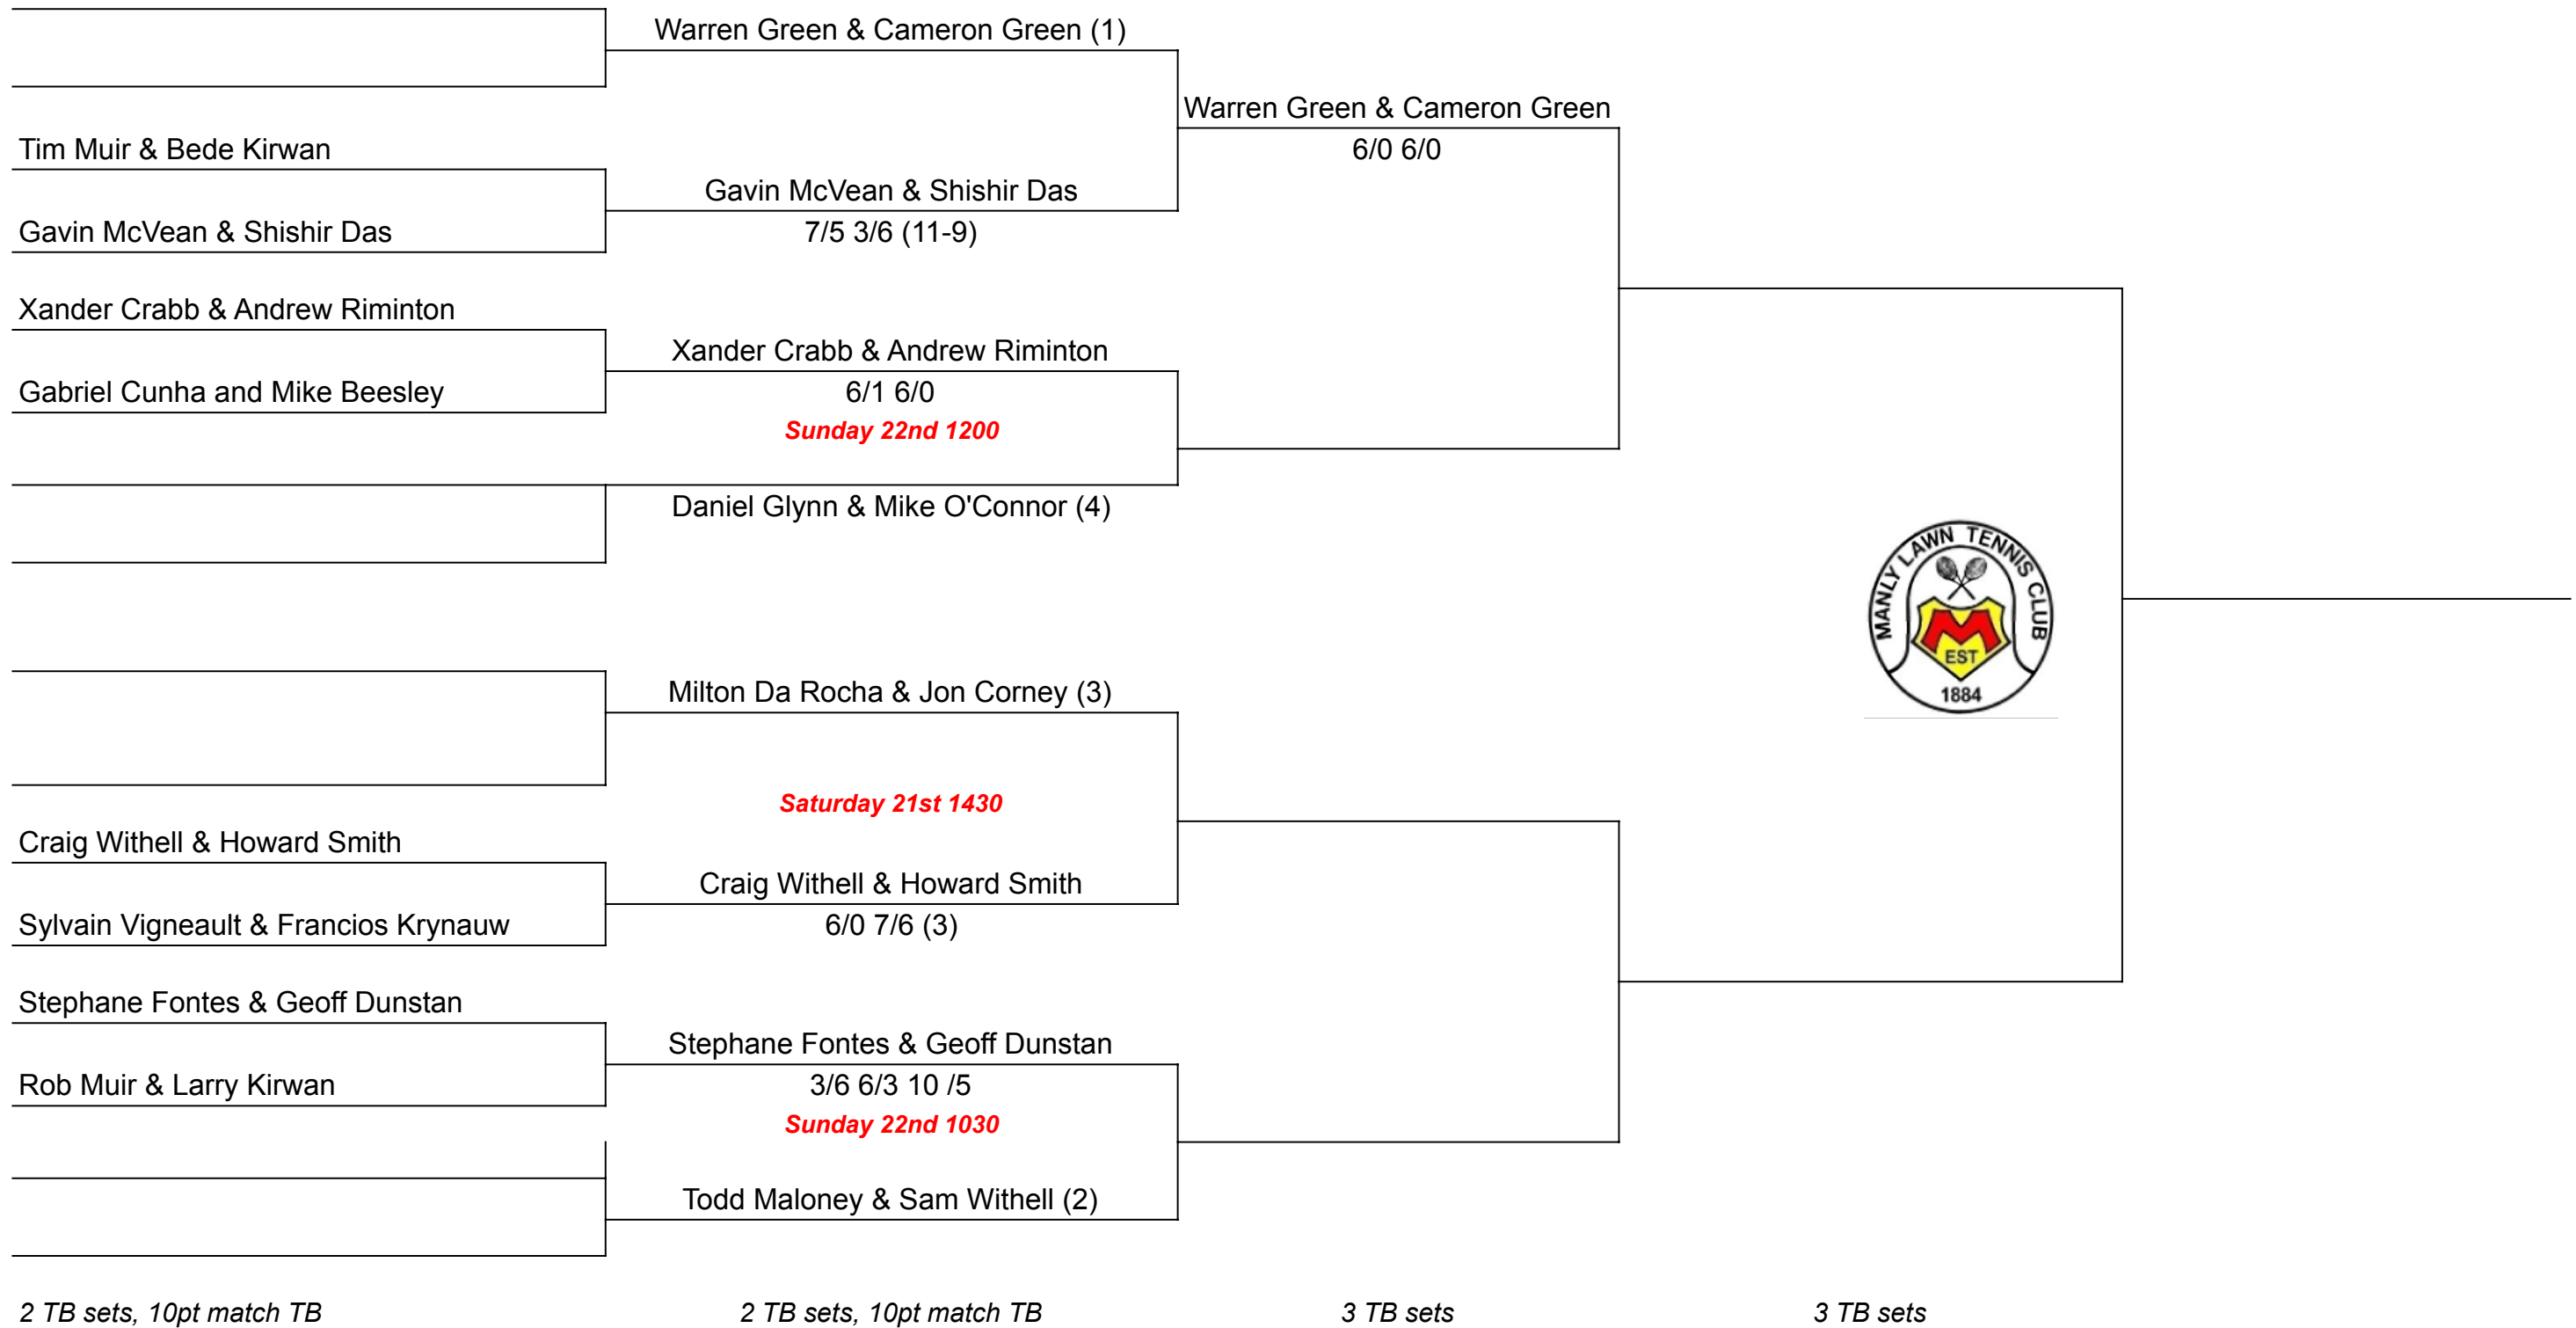 Warren Green & Cameron Green (1)
Warren Green & Cameron Green
6/0 6/0
Tim Muir & Bede Kirwan
Gavin McVean & Shishir Das
Gavin McVean & Shishir Das
7/5 3/6 (11-9)
Xander Crabb & Andrew Riminton
Xander Crabb & Andrew Riminton
Gabriel Cunha and Mike Beesley
6/1 6/0
Sunday 22nd 1200
Daniel Glynn & Mike O'Connor (4)
MANLY LAWN TENNIS CLUB
M
EST
1884
Milton Da Rocha & Jon Corney (3)
Saturday 21st 1430
Craig Withell & Howard Smith
Craig Withell & Howard Smith
Sylvain Vigneault & Francios Krynauw
6/0 7/6 (3)
Stephane Fontes & Geoff Dunstan
Stephane Fontes & Geoff Dunstan
Rob Muir & Larry Kirwan
3/6 6/3 10 /5
Sunday 22nd 1030
Todd Maloney & Sam Withell (2)
2 TB sets, 10pt match TB
2 TB sets, 10pt match TB
3 TB sets
3 TB sets